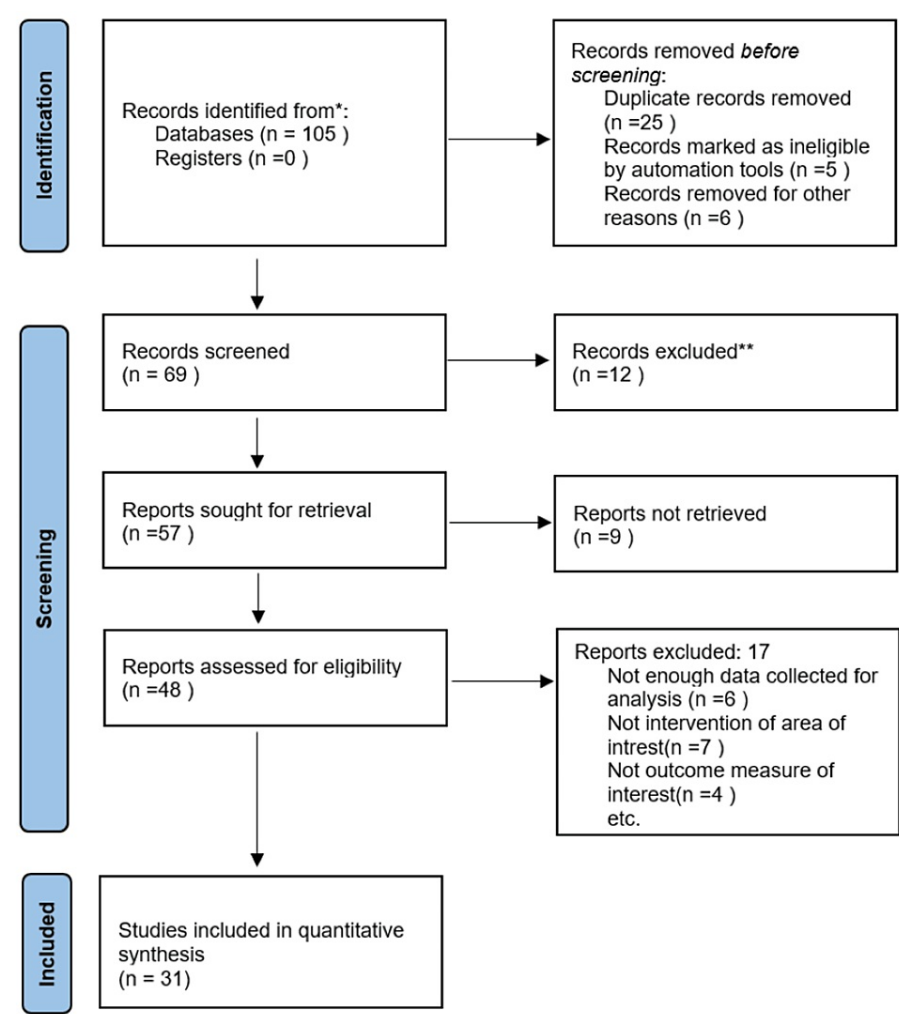 Identification
Records identified from*:
Databases (n = 105 )
Registers (n =0 )
Records removed before
screening:
Duplicate records removed
(n =25 )
Records marked as ineligible
by automation tools (n =5 )
Records removed for other
reasons (n =6 )
Screening
Records screened
(n = 69 )
Records excluded**
(n =12 )
Reports sought for retrieval
(n =57 )
Reports not retrieved
(n =9 )
Reports assessed for eligibility
(n =48 )
Reports excluded: 17
Not enough data collected for
analysis (n =6 )
Not intervention of area of
intrest(n =7 )
Not outcome measure of
interest(n =4 )
etc.
Included
Studies included in quantitative
synthesis
(n = 31)